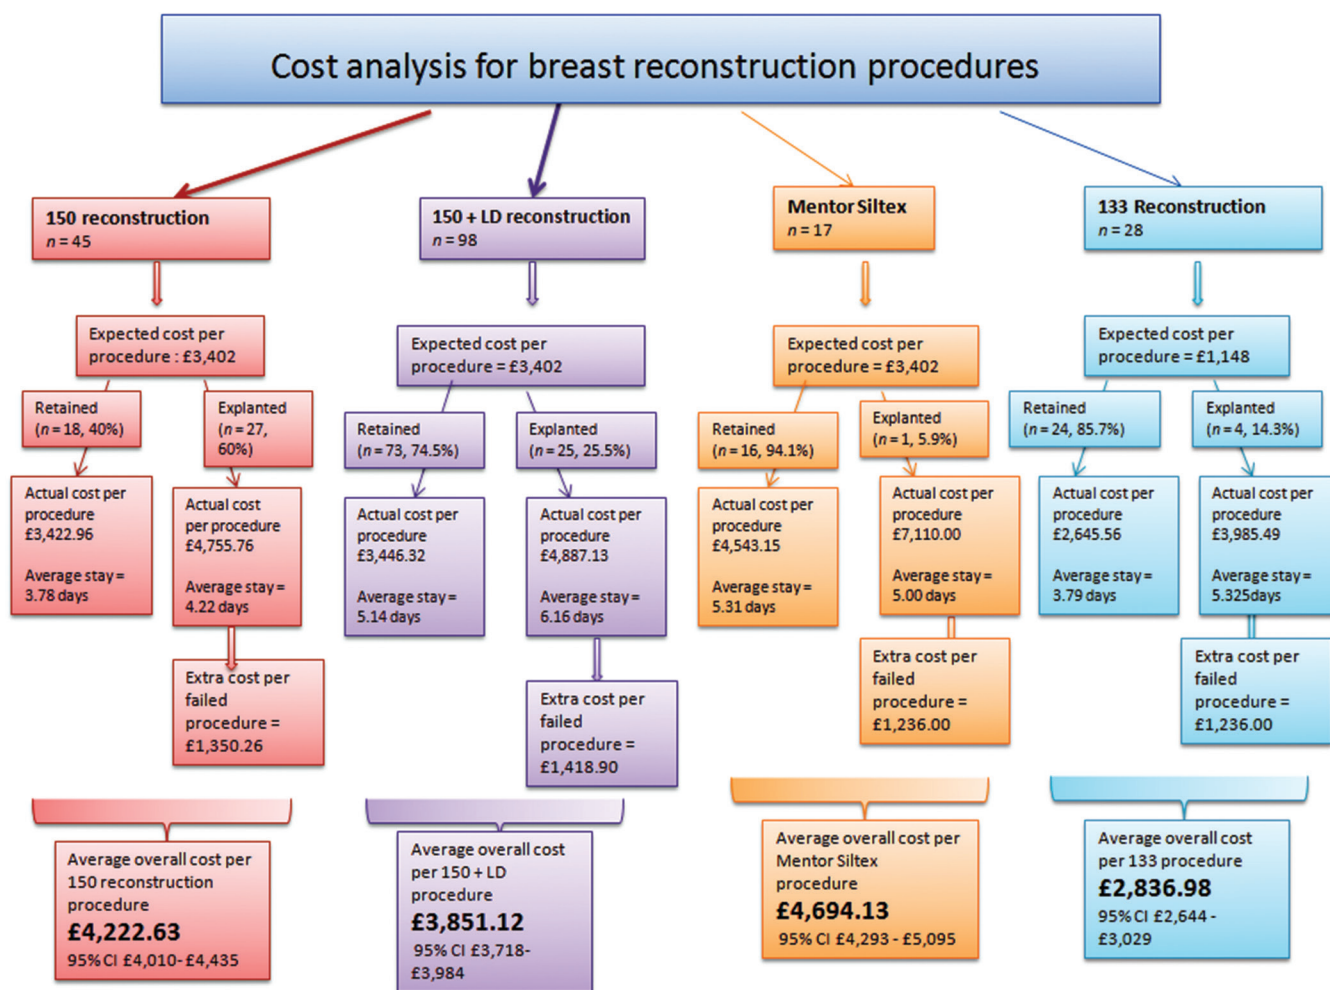 Cost analysis for breast reconstruction procedures
150 reconstruction
n = 45
Expected cost per
procedure : £3,402
Retained
(n = 18, 40%)
Explanted
(n = 27,
60%)
Actual cost per
procedure
£3,422.96
Average stay =
3.78 days
Actual cost
per procedure
£4,755.76
Average stay =
4.22 days
Extra cost per
failed
procedure =
£1,350.26
Average overall cost per
150 reconstruction
procedure
£4,222.63
95% CI £4,010- £4,435
150 + LD reconstruction
n = 98
Expected cost per
procedure = £3,402
Retained
(n = 73, 74.5%)
Explanted
(n = 25, 25.5%)
Actual cost per
procedure
£3,446.32
Average stay =
5.14 days
Actual cost per
procedure
£4,887.13
Average stay =
6.16 days
Extra cost per
failed
procedure =
£1,418.90
Average overall cost
per 150 + LD
procedure
£3,851.12
95% CI £3,718-
£3,984
Mentor Siltex
n = 17
Expected cost per
procedure = £3,402
Retained
(n = 16, 94.1%)
Explanted
(n = 1, 5.9%)
Actual cost per
procedure
£4,543.15
Average stay =
5.31 days
Actual cost per
procedure
£7,110.00
Average stay =
5.00 days
Extra cost per
failed
procedure =
£1,236.00
Average overall cost per
Mentor Siltex
procedure
£4,694.13
95% CI £4,293 - £5,095
133 Reconstruction
n = 28
Expected cost per
procedure = £1,148
Retained
(n = 24, 85.7%)
Explanted
(n = 4, 14.3%)
Actual cost per
procedure
£2,645.56
Average stay =
3.79 days
Actual cost per
procedure
£3,985.49
Average stay =
5.325days
Extra cost per
failed
procedure =
£1,236.00
Average overall cost
per 133 procedure
£2,836.98
95% CI £2,644 -
£3,029